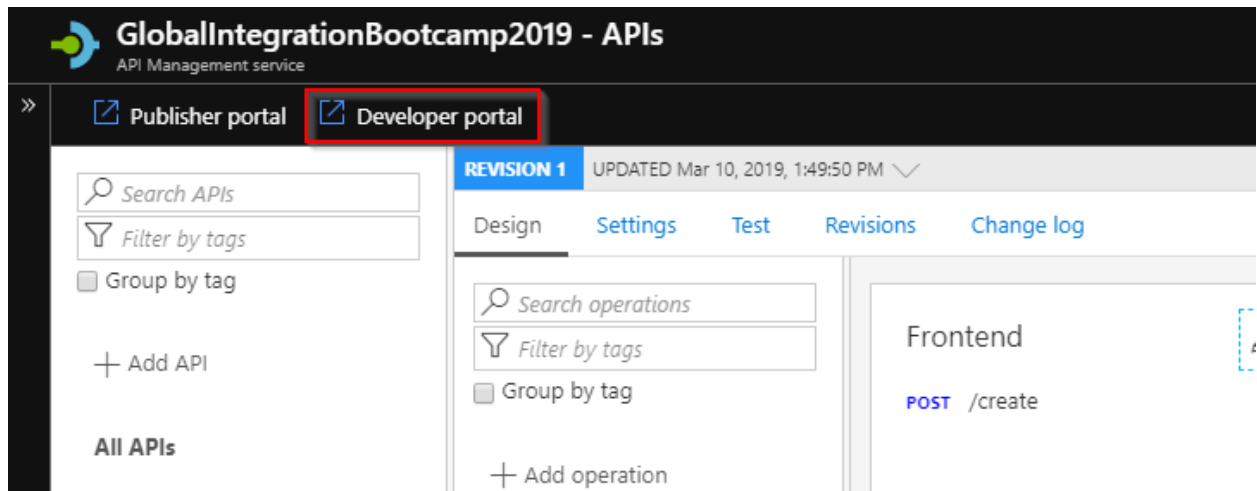 GlobalIntegrationBootcamp2019 - APIs
API Management service
Publisher portal
Developer portal
Search APIs
Filter by tags
Group by tag
Add API
All APIs
REVISION 1
UPDATED Mar 10, 2019, 1:49:50 PM
Design
Settings
Test
Revisions
Change log
Search operations
Filter by tags
Group by tag
Add operation
Frontend
POST /create